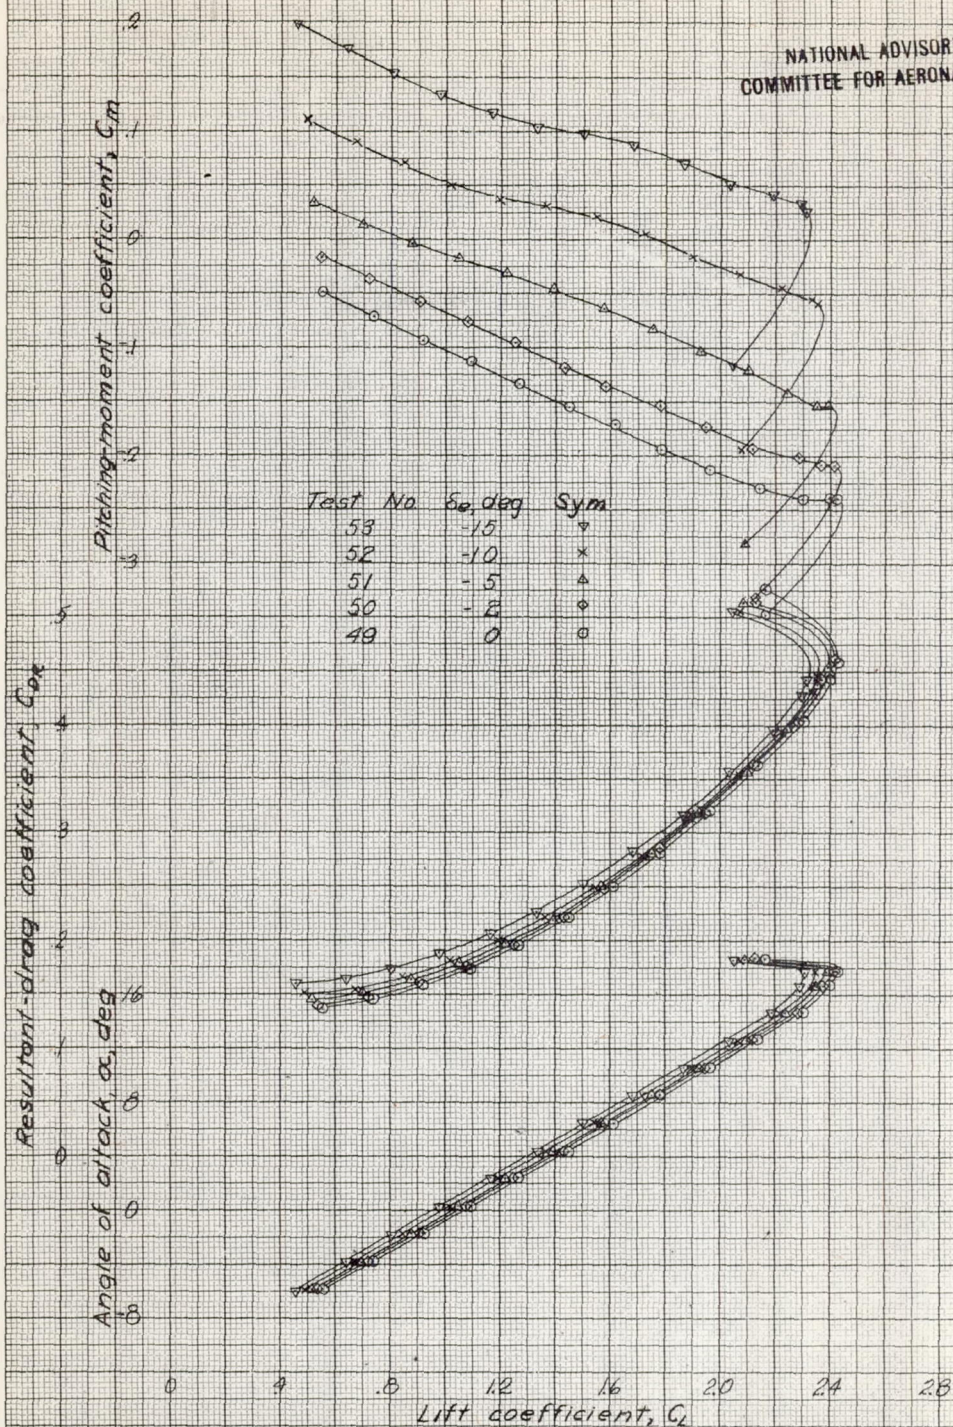 NATIONAL ADVISOR
COMMITTEE FOR AERONA
.2
.1
0
-.1
-.2
-.3
Pitching-moment coefficient, Cm
Test No. δe, deg Sym
53 -15
52 -10
51 -5
50 -2
49 0
.5
.4
.3
.2
.1
0
Resultant-drag coefficient, CDR
16
8
0
-8
Angle of attack, α, deg
0 .4 .8 1.2 1.6 2.0 2.4 2.8
Lift coefficient, CL